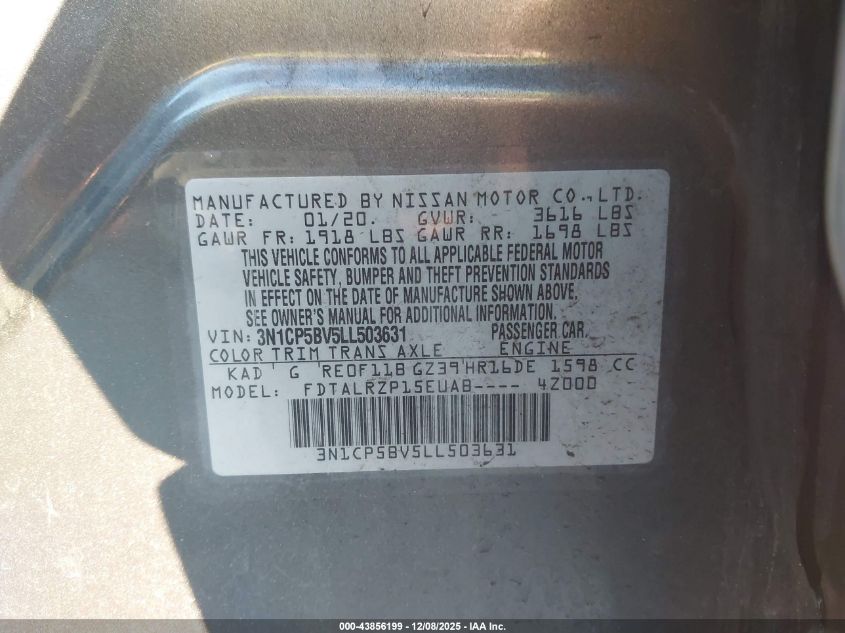 MANUFACTURED BY NISSAN MOTOR CO.,LTD.
DATE: 01/20. GVWR: 3616 LBS
GAWR FR: 1918 LBS GAWR RR: 1698 LBS
THIS VEHICLE CONFORMS TO ALL APPLICABLE FEDERAL MOTOR
VEHICLE SAFETY, BUMPER AND THEFT PREVENTION STANDARDS
IN EFFECT ON THE DATE OF MANUFACTURE SHOWN ABOVE,
SEE OWNER'S MANUAL FOR ADDITIONAL INFORMATION.
VIN: 3N1CP5BV5LL503631 PASSENGER CAR.
COLOR TRIM TRANS AXLE ENGINE
KAD G RE0F11B GZ39 HR16DE 1598 CC
MODEL: FDTALRZP15EUAB---- 4Z000
3N1CP5BV5LL503631
000-43856199 | 12/08/2025 - IAA Inc.